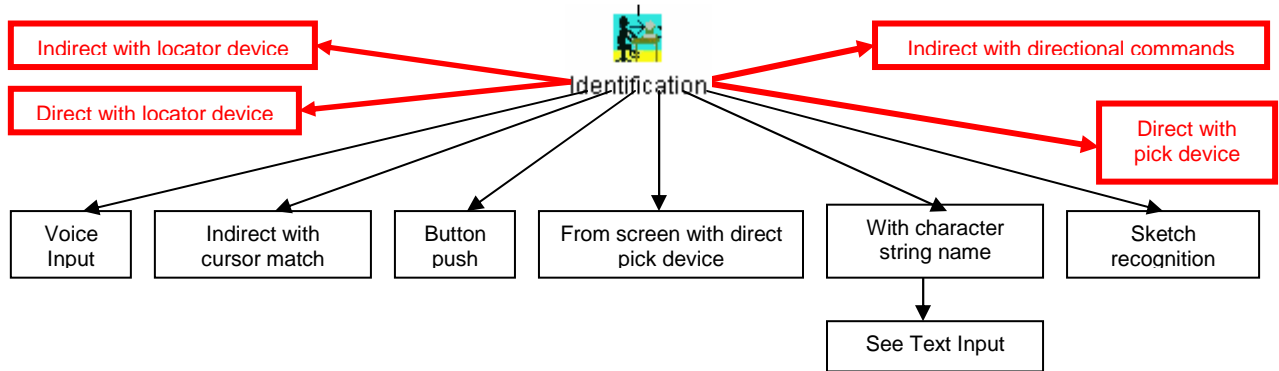 Indirect with locator device
Indirect with directional commands
Identification
Direct with locator device
Direct with
pick device
Voice
Input
Indirect with
cursor match
Button
push
From screen with direct
pick device
With character
string name
Sketch
recognition
See Text Input